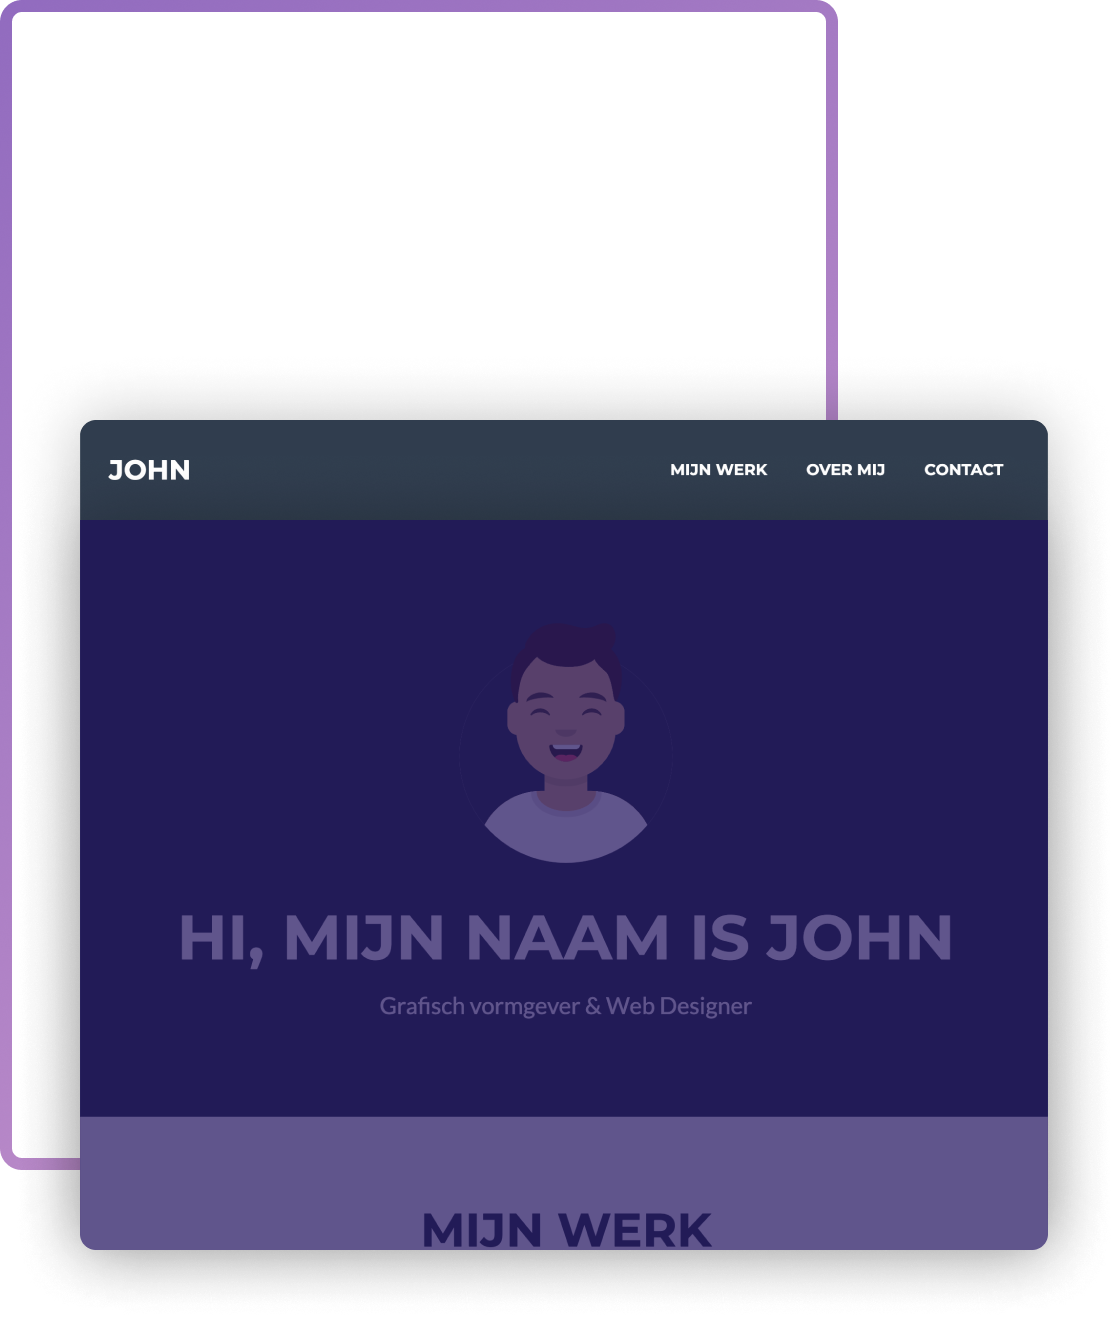 JOHN
MIJN WERK
OVER MIJ
CONTACT
HI, MIJN NAAM IS JOHN
Grafisch vormgever & Web Designer
MIJN WERK